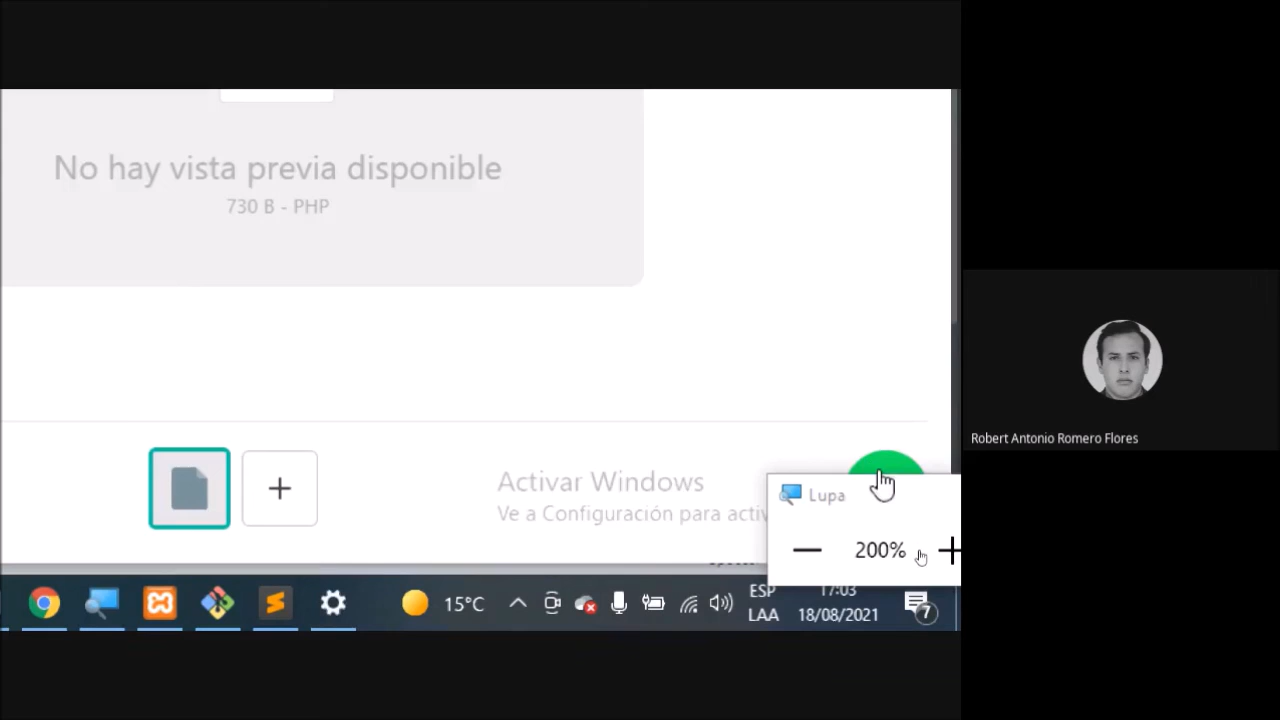 No hay vista previa disponible
730 B - PHP
Activar Windows
Ve a Configuración para activ
Lupa
200%
15°C
ESP
LAA
17:03
18/08/2021
7
Robert Antonio Romero Flores